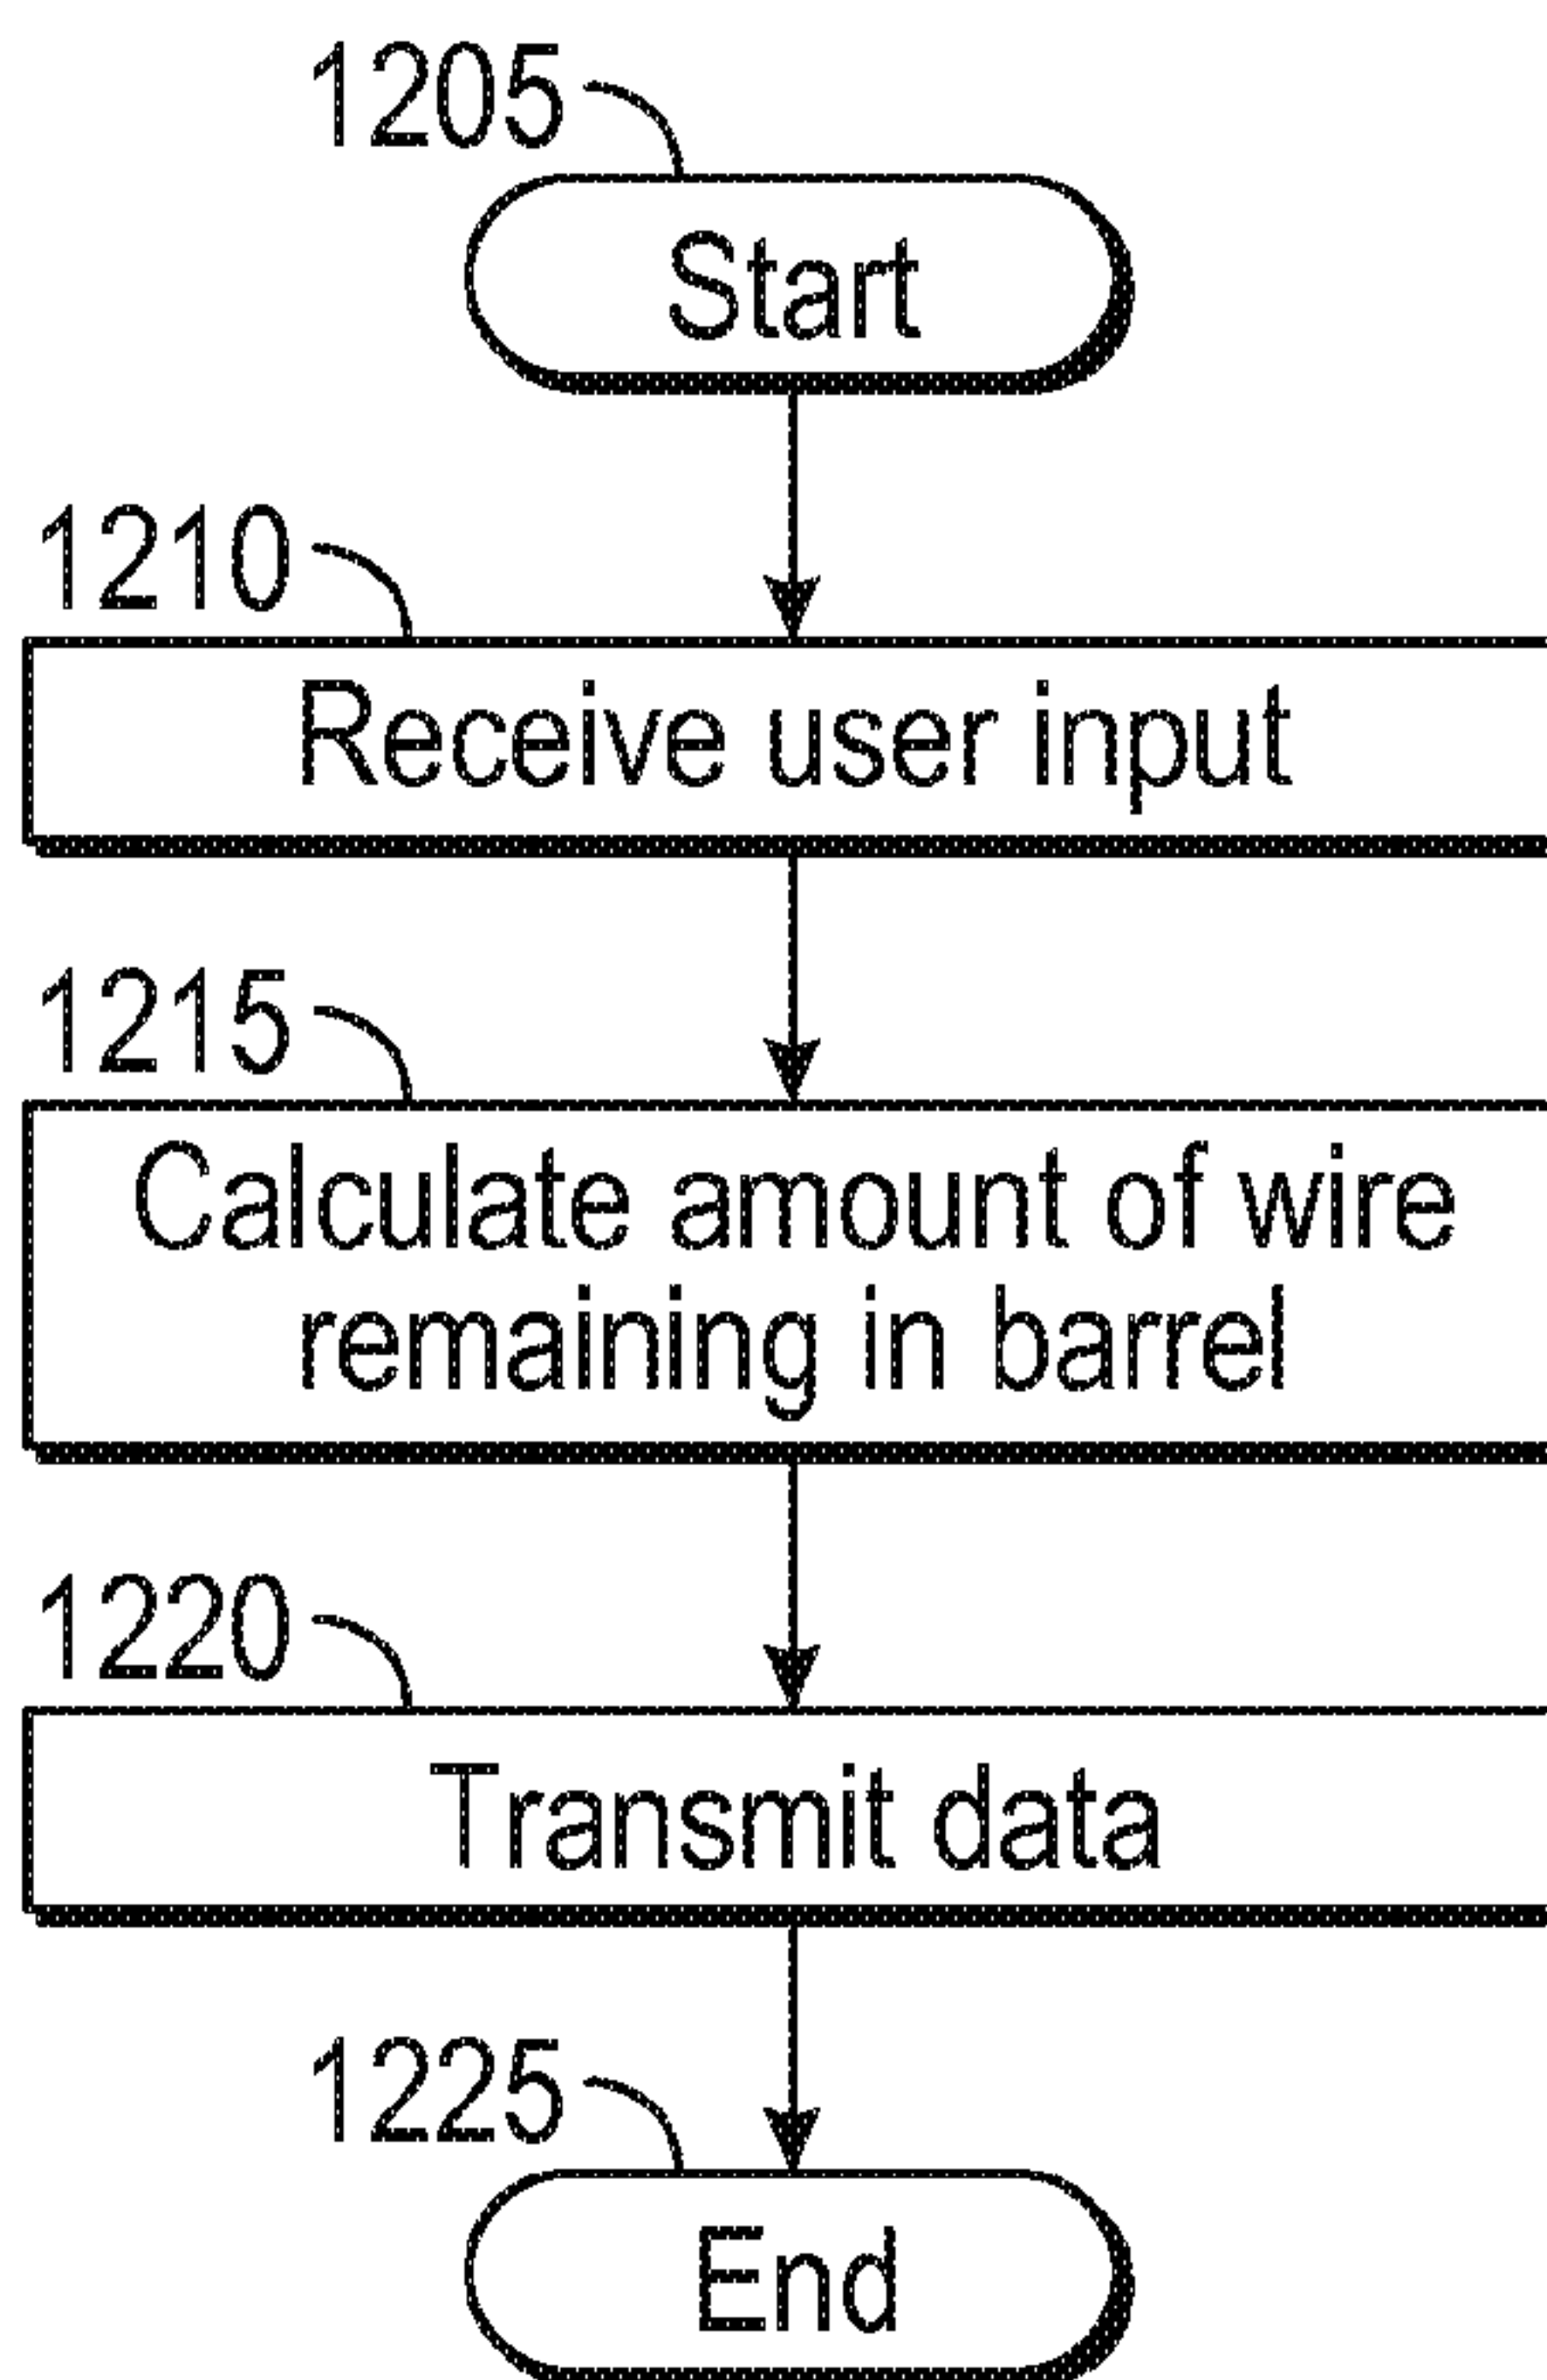 1205
Start
1210
Receive user input
1215
Calculate amount of wire
remaining in barrel
1220
Transmit data
1225
End